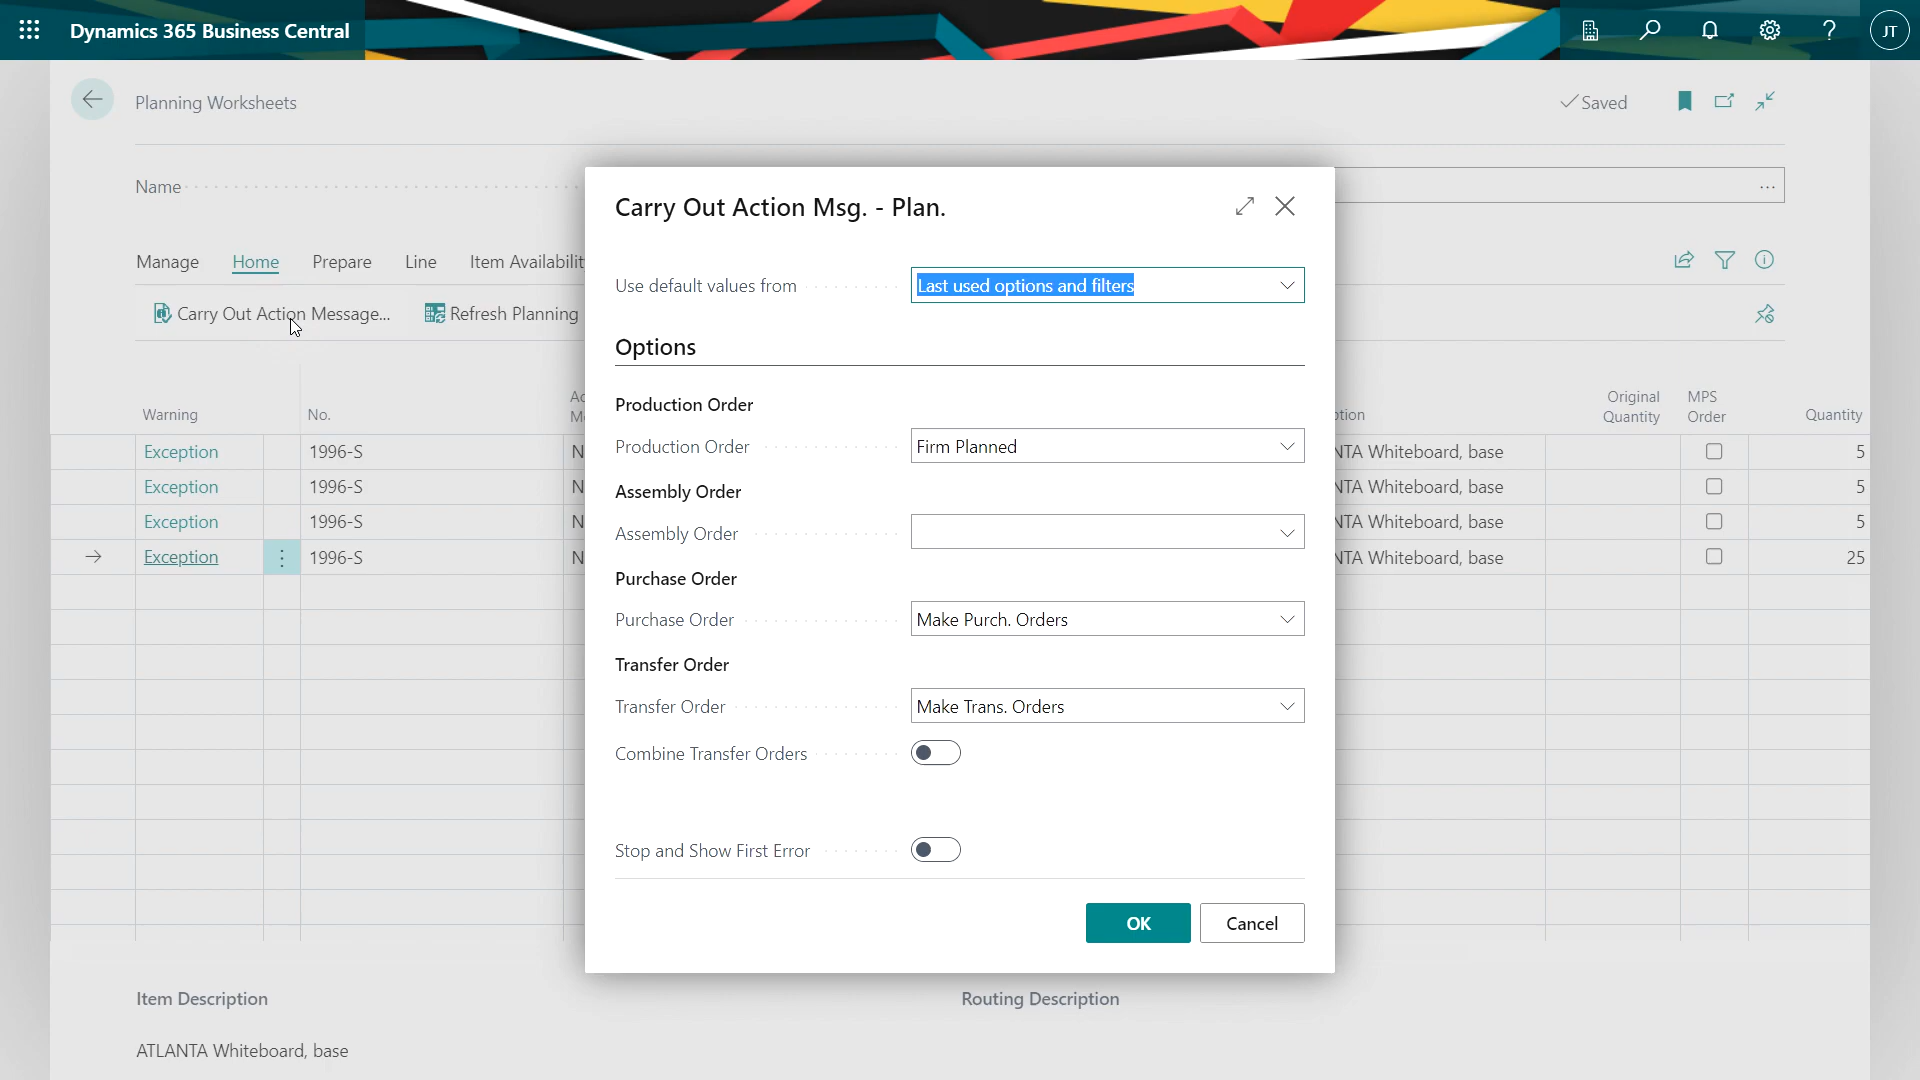 Dynamics 365 Business Central
JT
Planning Worksheets
Saved
Name
...
Manage Home Prepare Line Item Availabilit
Carry Out Action Message... Refresh Planning
Warning No. Original Quantity MPS Order Quantity
Exception 1996-S N NTA Whiteboard, base 5
Exception 1996-S N NTA Whiteboard, base 5
Exception 1996-S N NTA Whiteboard, base 5
Exception 1996-S N NTA Whiteboard, base 25
Item Description Routing Description
ATLANTA Whiteboard, base
Carry Out Action Msg. - Plan.
Use default values from Last used options and filters
Options
Production Order
Production Order Firm Planned
Assembly Order
Assembly Order
Purchase Order
Purchase Order Make Purch. Orders
Transfer Order
Transfer Order Make Trans. Orders
Combine Transfer Orders
Stop and Show First Error
OK Cancel